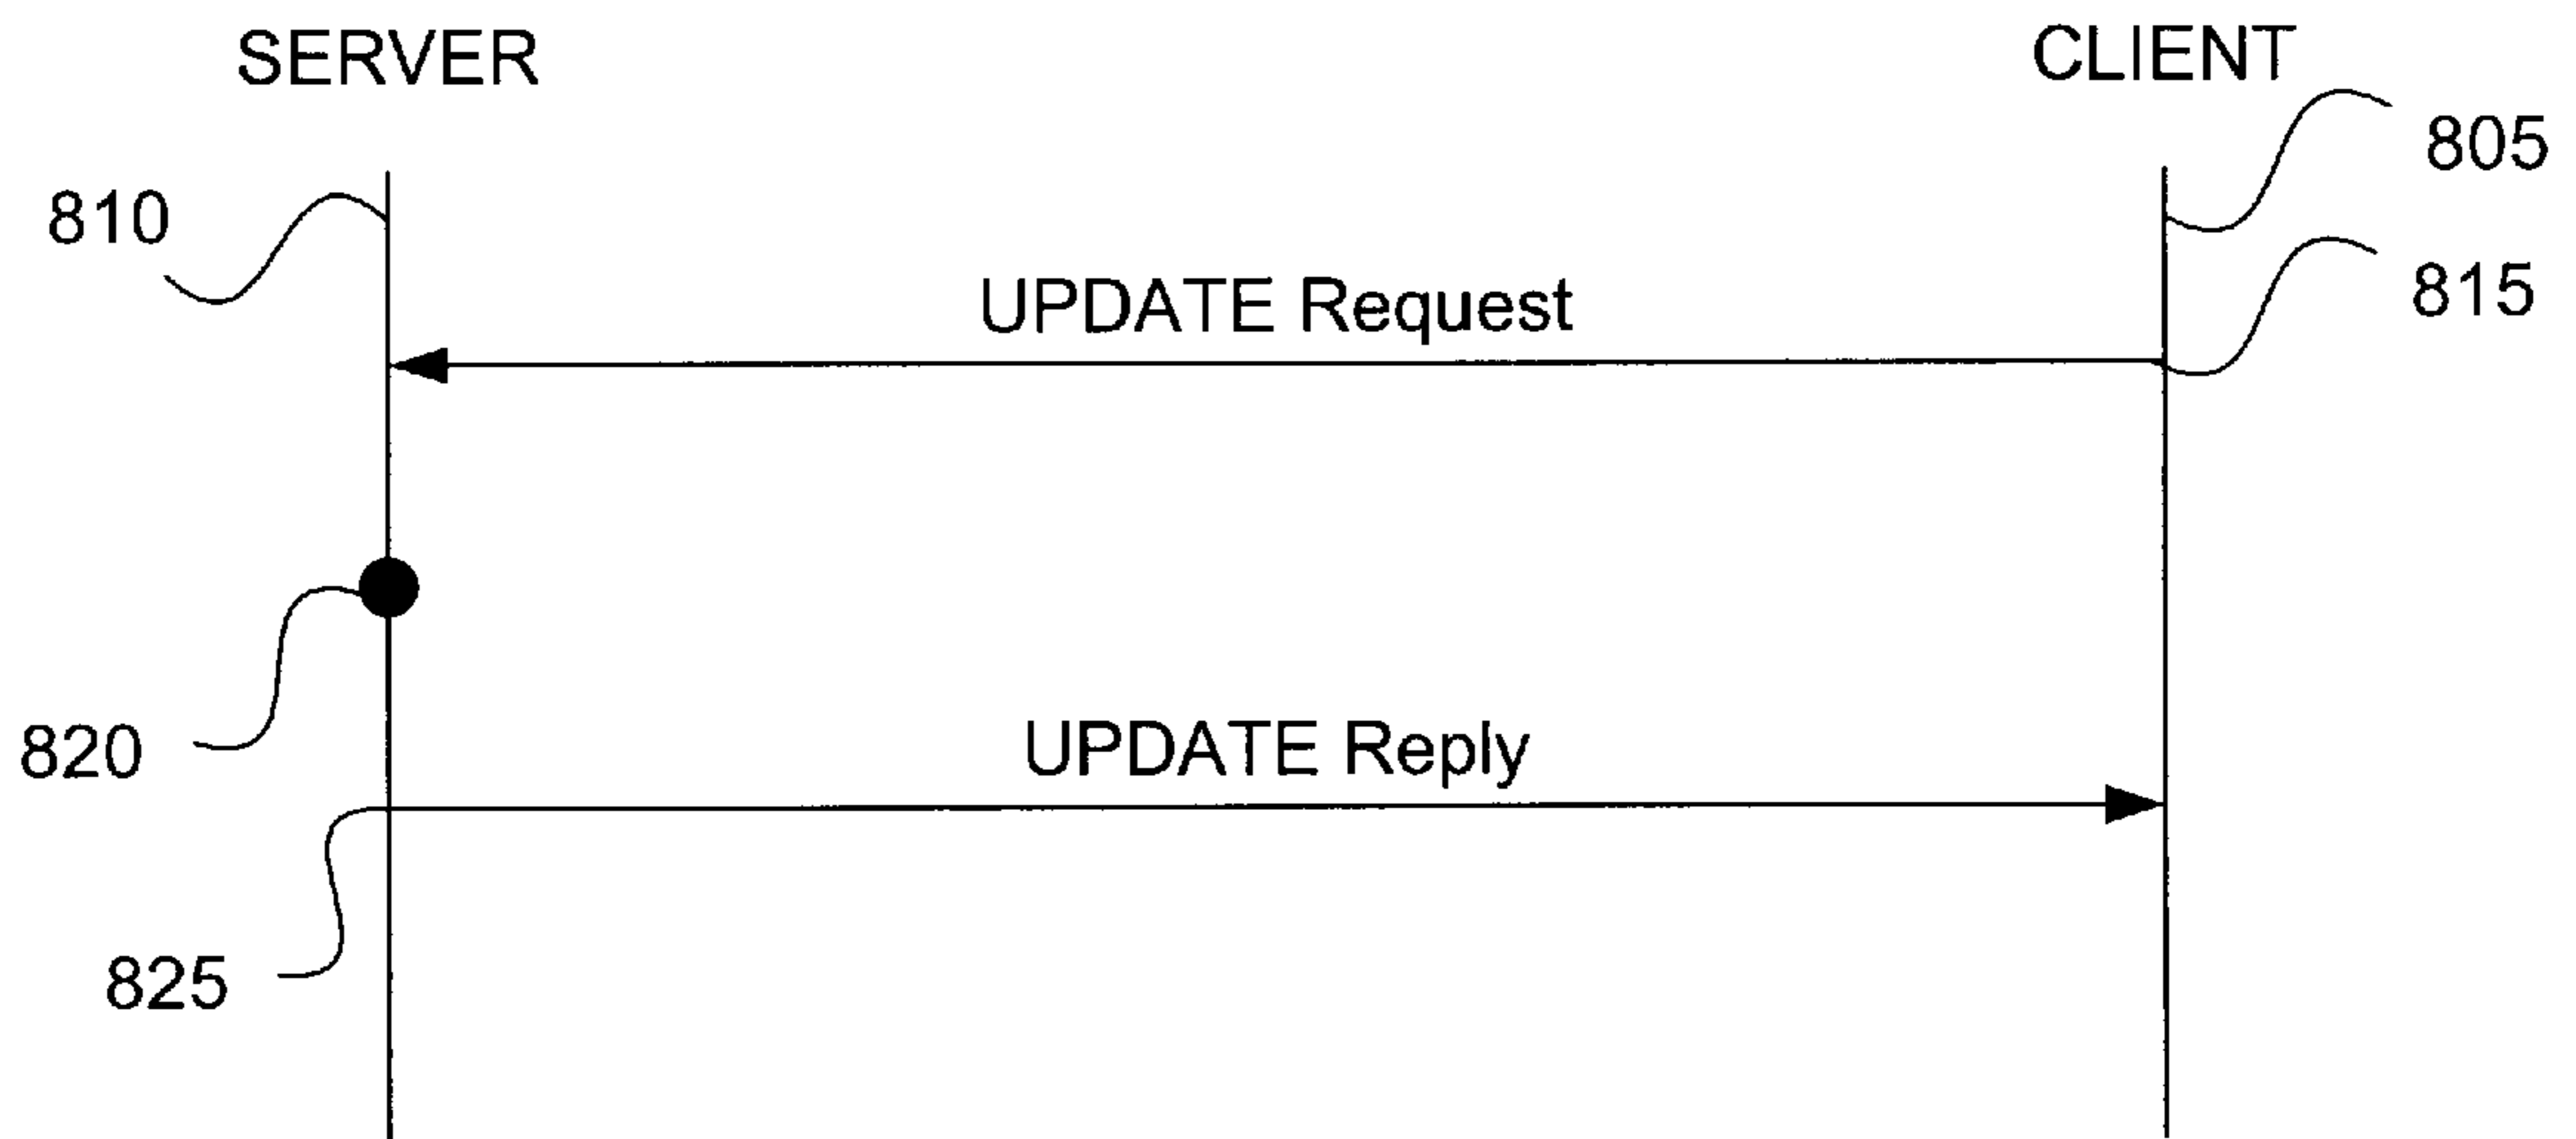 SERVER
CLIENT
805
810
UPDATE Request
815
820
UPDATE Reply
825